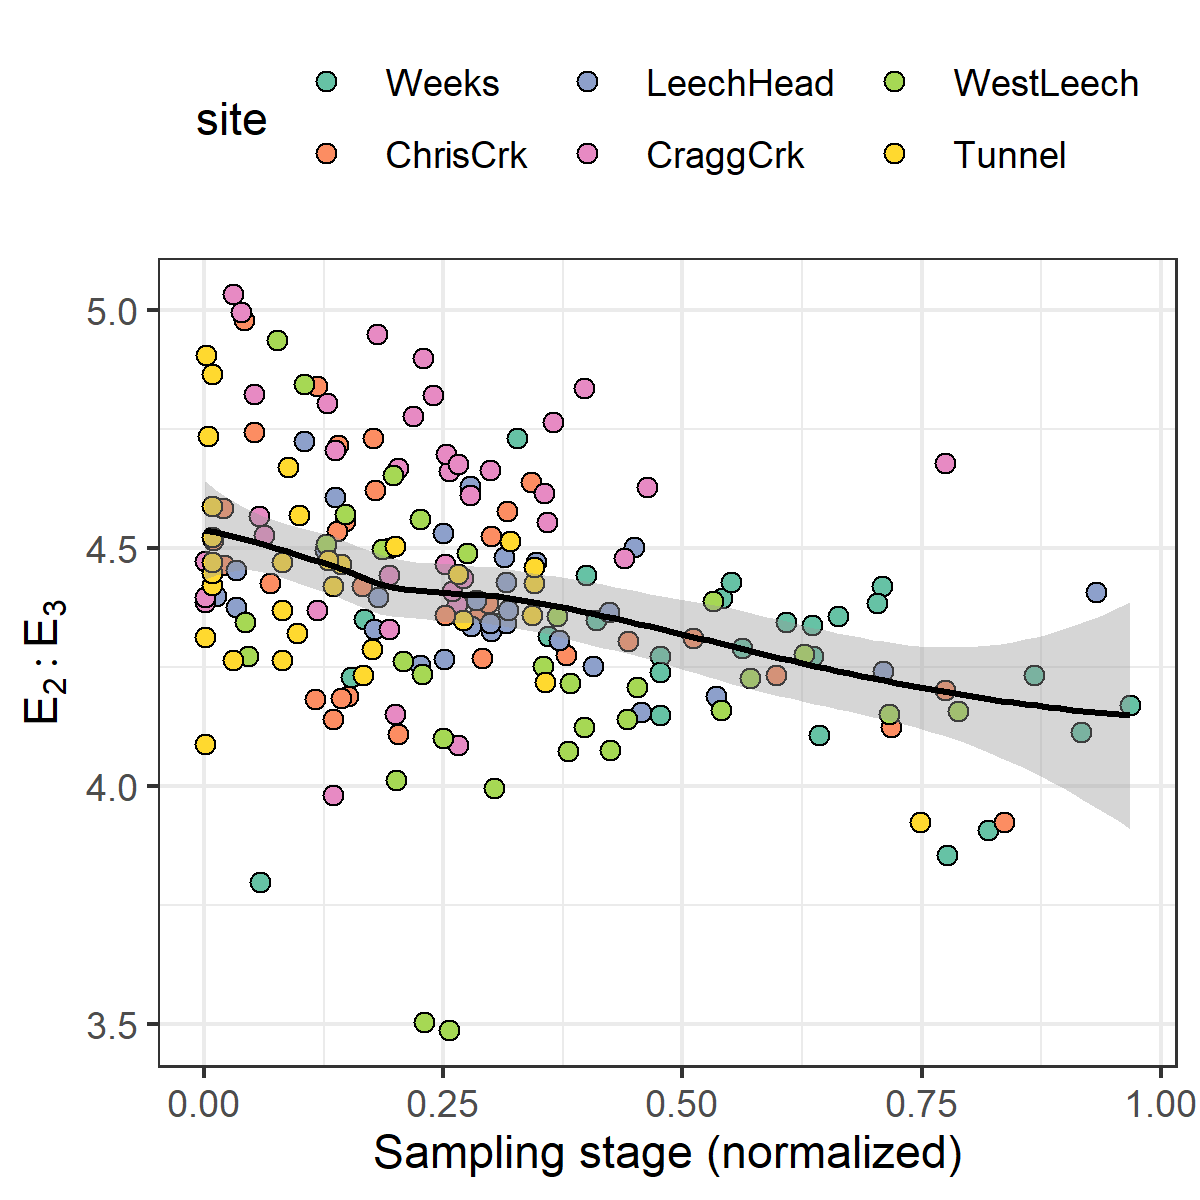 site
Weeks LeechHead WestLeech
ChrisCrk CraggCrk Tunnel
E₂ : E₃
5.0
4.5
4.0
3.5
0.00 0.25 0.50 0.75 1.00
Sampling stage (normalized)